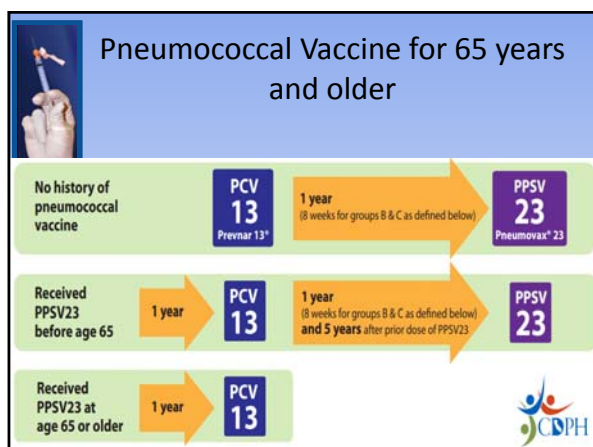 Pneumococcal Vaccine for 65 years
and older
No history of
pneumococcal
vaccine
PCV
13
Prevnar 13®
1 year
(8 weeks for groups B & C as defined below)
PPSV
23
Pneumovax® 23
Received
PPSV23
before age 65
1 year
PCV
13
1 year
(8 weeks for groups B & C as defined below)
and 5 years after prior dose of PPSV23
PPSV
23
Received
PPSV23 at
age 65 or older
1 year
PCV
13
CDPH